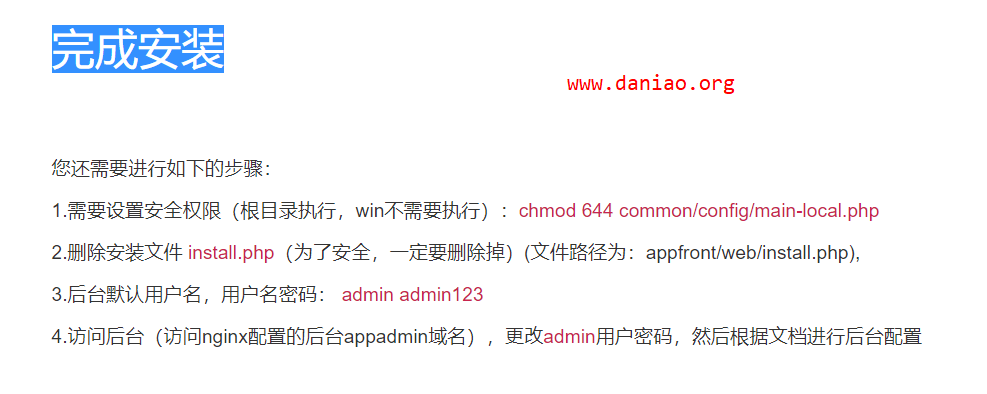 完成安装
www.daniao.org
您还需要进行如下的步骤：
1.需要设置安全权限（根目录执行，win不需要执行）：chmod 644 common/config/main-local.php
2.删除安装文件 install.php（为了安全，一定要删除掉）(文件路径为：appfront/web/install.php),
3.后台默认用户名，用户名密码： admin admin123
4.访问后台（访问nginx配置的后台appadmin域名），更改admin用户密码，然后根据文档进行后台配置